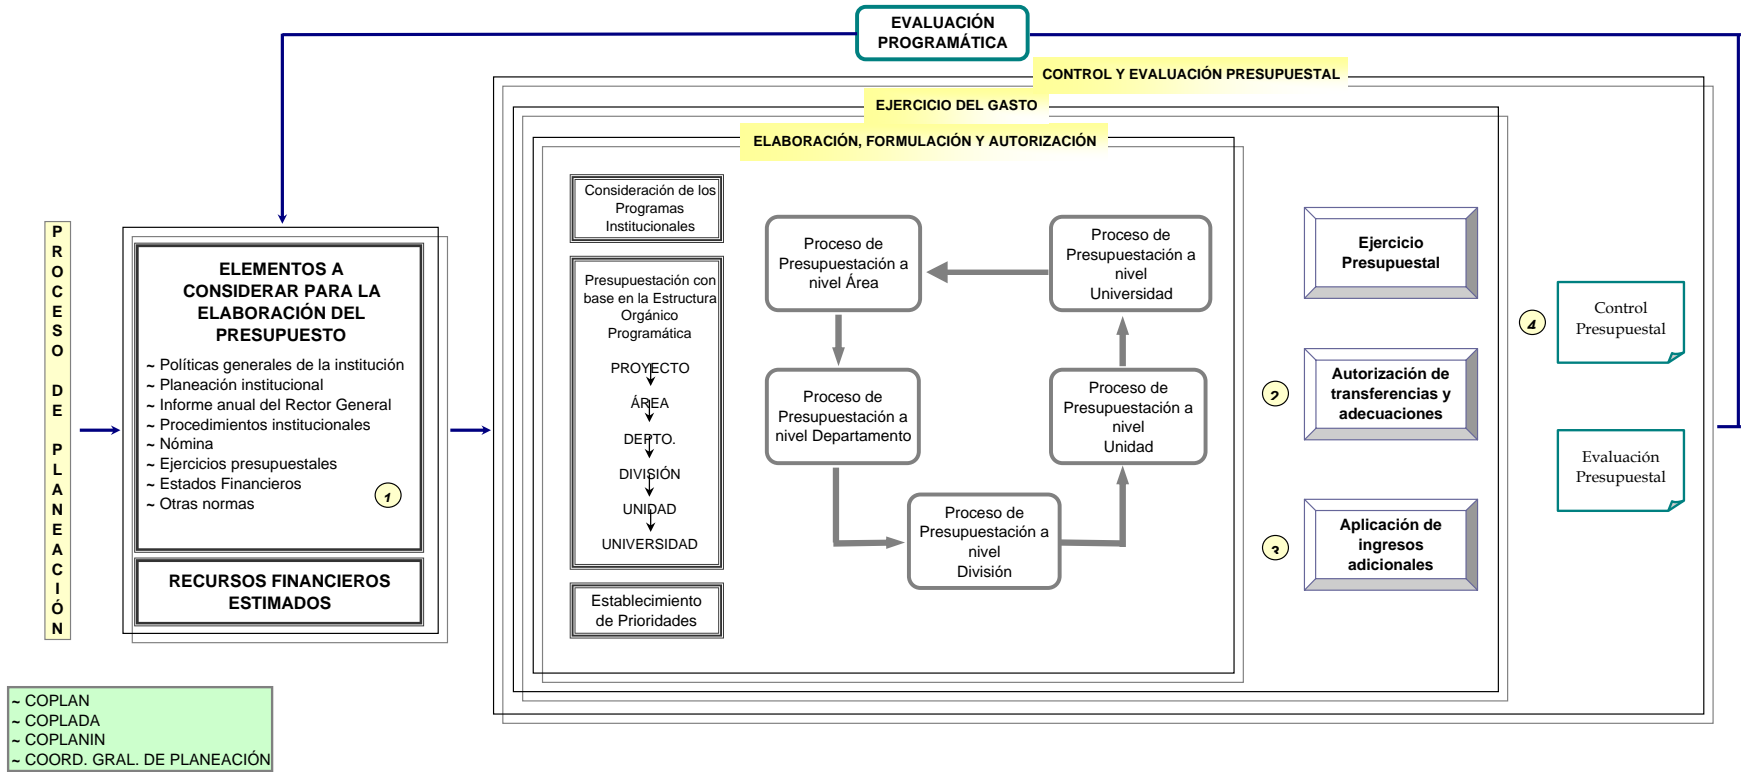 EVALUACIÓN
PROGRAMÁTICA
CONTROL Y EVALUACIÓN PRESUPUESTAL
EJERCICIO DEL GASTO
ELABORACIÓN, FORMULACIÓN Y AUTORIZACIÓN
PROCESO DE PLANEACIÓN
ELEMENTOS A
CONSIDERAR PARA LA
ELABORACIÓN DEL
PRESUPUESTO
~ Políticas generales de la institución
~ Planeación institucional
~ Informe anual del Rector General
~ Procedimientos institucionales
~ Nómina
~ Ejercicios presupuestales
~ Estados Financieros
~ Otras normas
1
RECURSOS FINANCIEROS
ESTIMADOS
Consideración de los
Programas
Institucionales
Presupuestación con
base en la Estructura
Orgánico
Programática
PROYECTO
ÁREA
DEPTO.
DIVISIÓN
UNIDAD
UNIVERSIDAD
Establecimiento
de Prioridades
Proceso de
Presupuestación a
nivel Área
Proceso de
Presupuestación a
nivel Departamento
Proceso de
Presupuestación a
nivel
División
Proceso de
Presupuestación a
nivel
Unidad
Proceso de
Presupuestación a
nivel
Universidad
Ejercicio
Presupuestal
2
Autorización de
transferencias y
adecuaciones
3
Aplicación de
ingresos
adicionales
4
Control
Presupuestal
Evaluación
Presupuestal
~ COPLAN
~ COPLADA
~ COPLANIN
~ COORD. GRAL. DE PLANEACIÓN